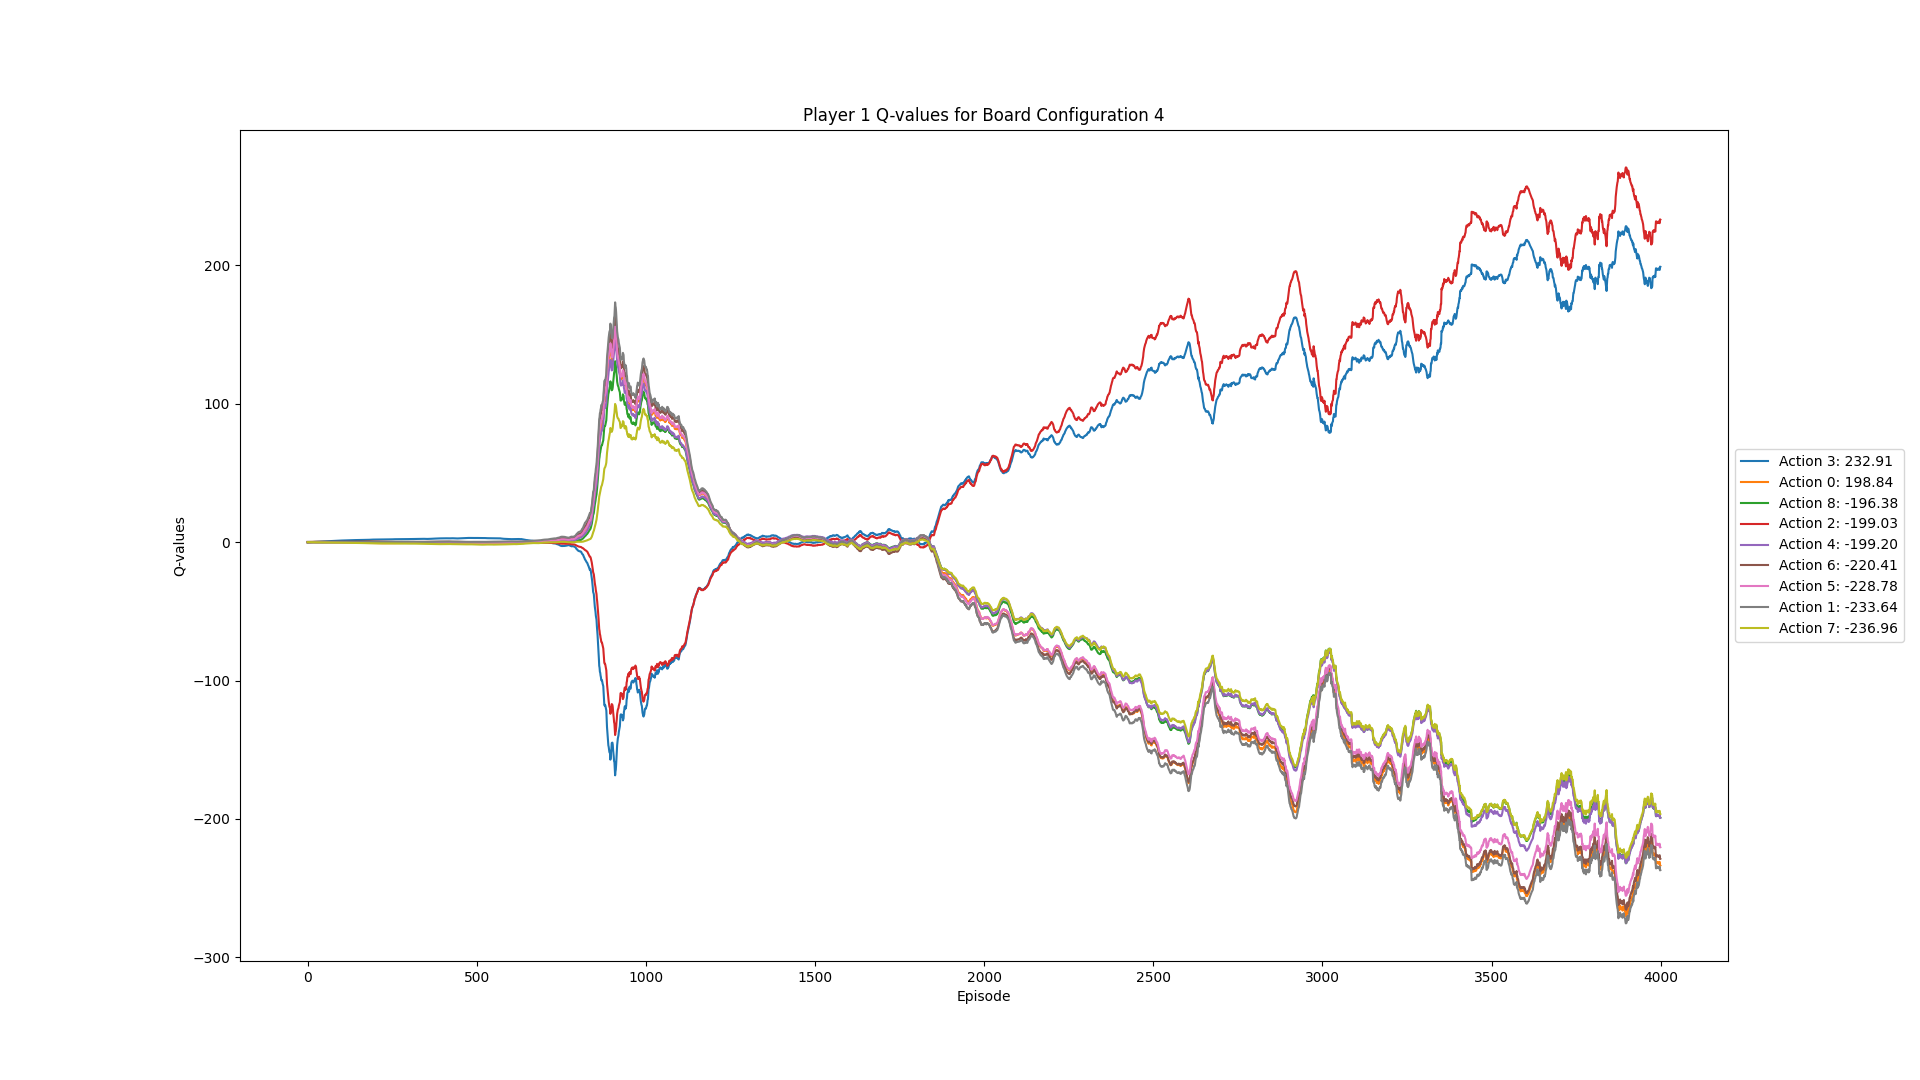 Player 1 Q-values for Board Configuration 4
200
100
0
−100
−200
−300
Q-values
0
500
1000
1500
2000
2500
3000
3500
4000
Episode
Action 3: 232.91
Action 0: 198.84
Action 8: -196.38
Action 2: -199.03
Action 4: -199.20
Action 6: -220.41
Action 5: -228.78
Action 1: -233.64
Action 7: -236.96